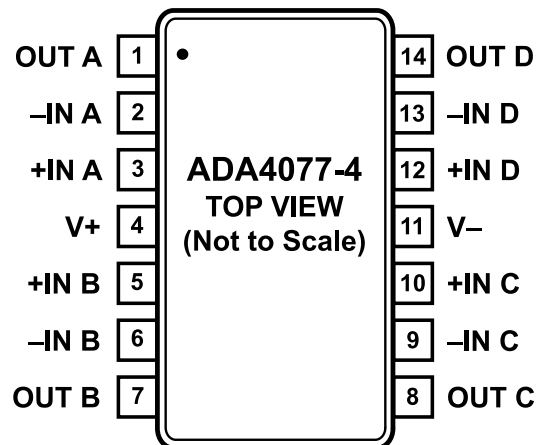 OUT A 1
–IN A 2
+IN A 3
V+ 4
+IN B 5
–IN B 6
OUT B 7
ADA4077-4
TOP VIEW
(Not to Scale)
14 OUT D
13 –IN D
12 +IN D
11 V–
10 +IN C
9 –IN C
8 OUT C